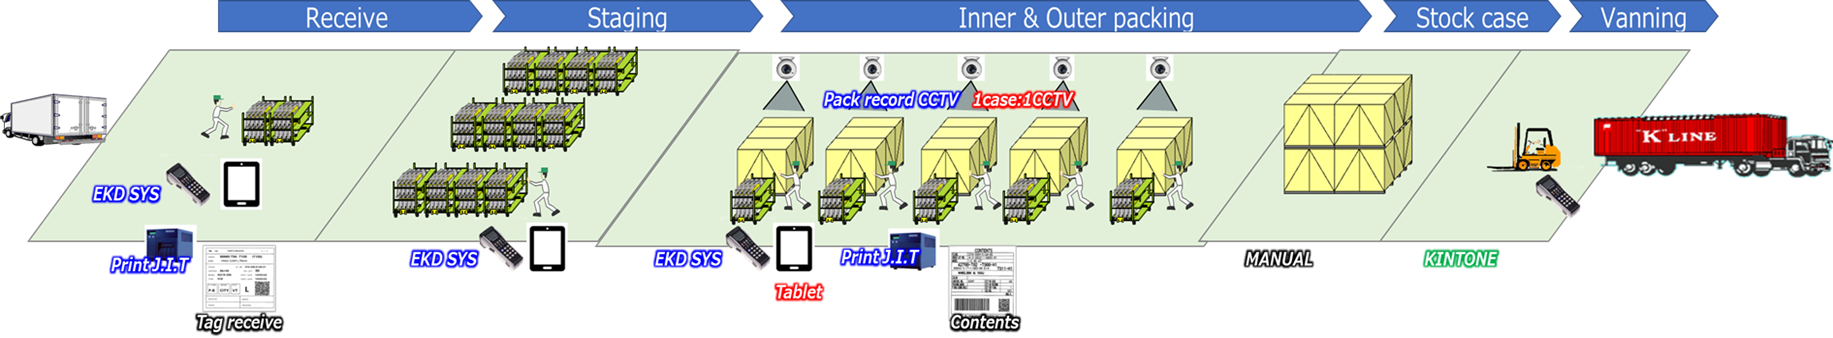 Receive
Staging
Inner & Outer packing
Stock case
Vanning
Pack record CCTV 1case:1CCTV
"K" LINE
EKD SYS
Print J.I.T
Tag receive
EKD SYS
EKD SYS
Tablet
Print J.I.T
CONTENTS
Contents
MANUAL
KINTONE